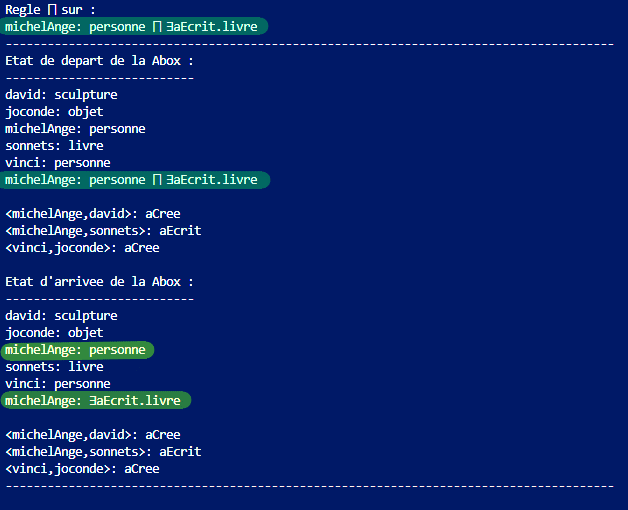 Regle ∏ sur :
michelAnge: personne ∏ ∃aEcrit.livre
---------------------------------------------------------------------------------------
Etat de depart de la Abox :
---------------------------
david: sculpture
joconde: objet
michelAnge: personne
sonnets: livre
vinci: personne
michelAnge: personne ∏ ∃aEcrit.livre
<michelAnge,david>: aCree
<michelAnge,sonnets>: aEcrit
<vinci,joconde>: aCree
Etat d'arrivee de la Abox :
---------------------------
david: sculpture
joconde: objet
michelAnge: personne
sonnets: livre
vinci: personne
michelAnge: ∃aEcrit.livre
<michelAnge,david>: aCree
<michelAnge,sonnets>: aEcrit
<vinci,joconde>: aCree
---------------------------------------------------------------------------------------